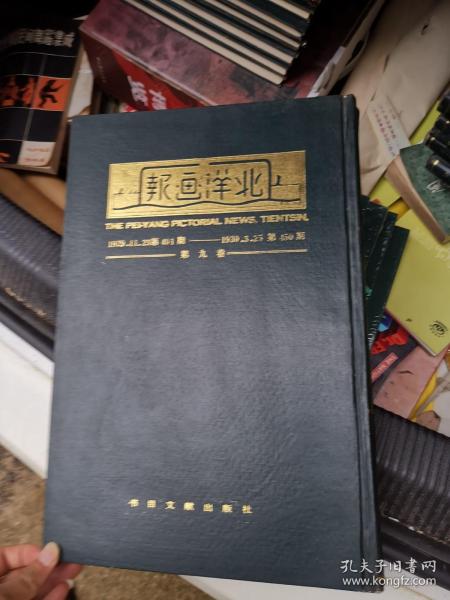 北洋画報
THE PEI-YANG PICTORIAL NEWS, TIENTSIN.
1929.11.23第401期——1930.3.25第450期
第九卷
书目文献出版社
孔夫子旧书网
www.kongfz.com